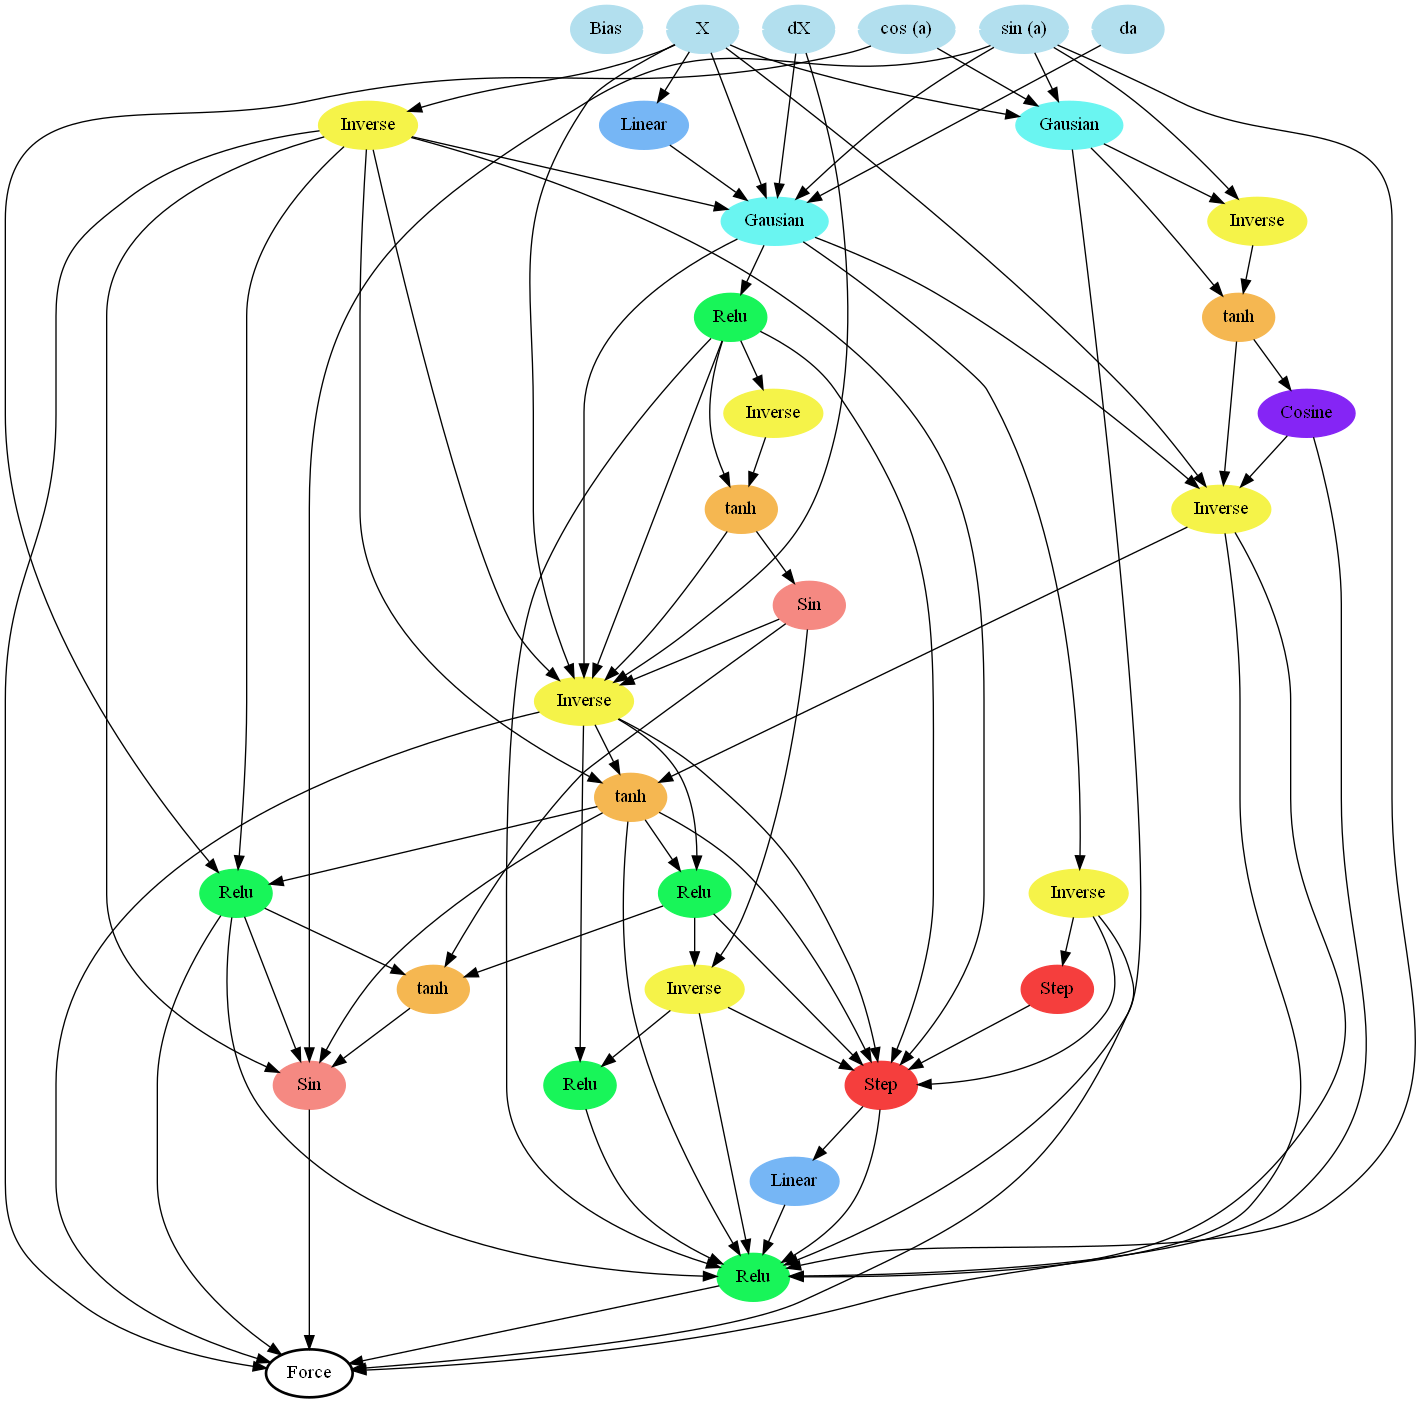 Bias
X
dX
cos (a)
sin (a)
da
Inverse
Linear
Gausian
Gausian
Inverse
Relu
tanh
Inverse
Cosine
tanh
Inverse
Sin
Inverse
tanh
Relu
Relu
Inverse
tanh
Inverse
Step
Sin
Relu
Step
Linear
Relu
Force